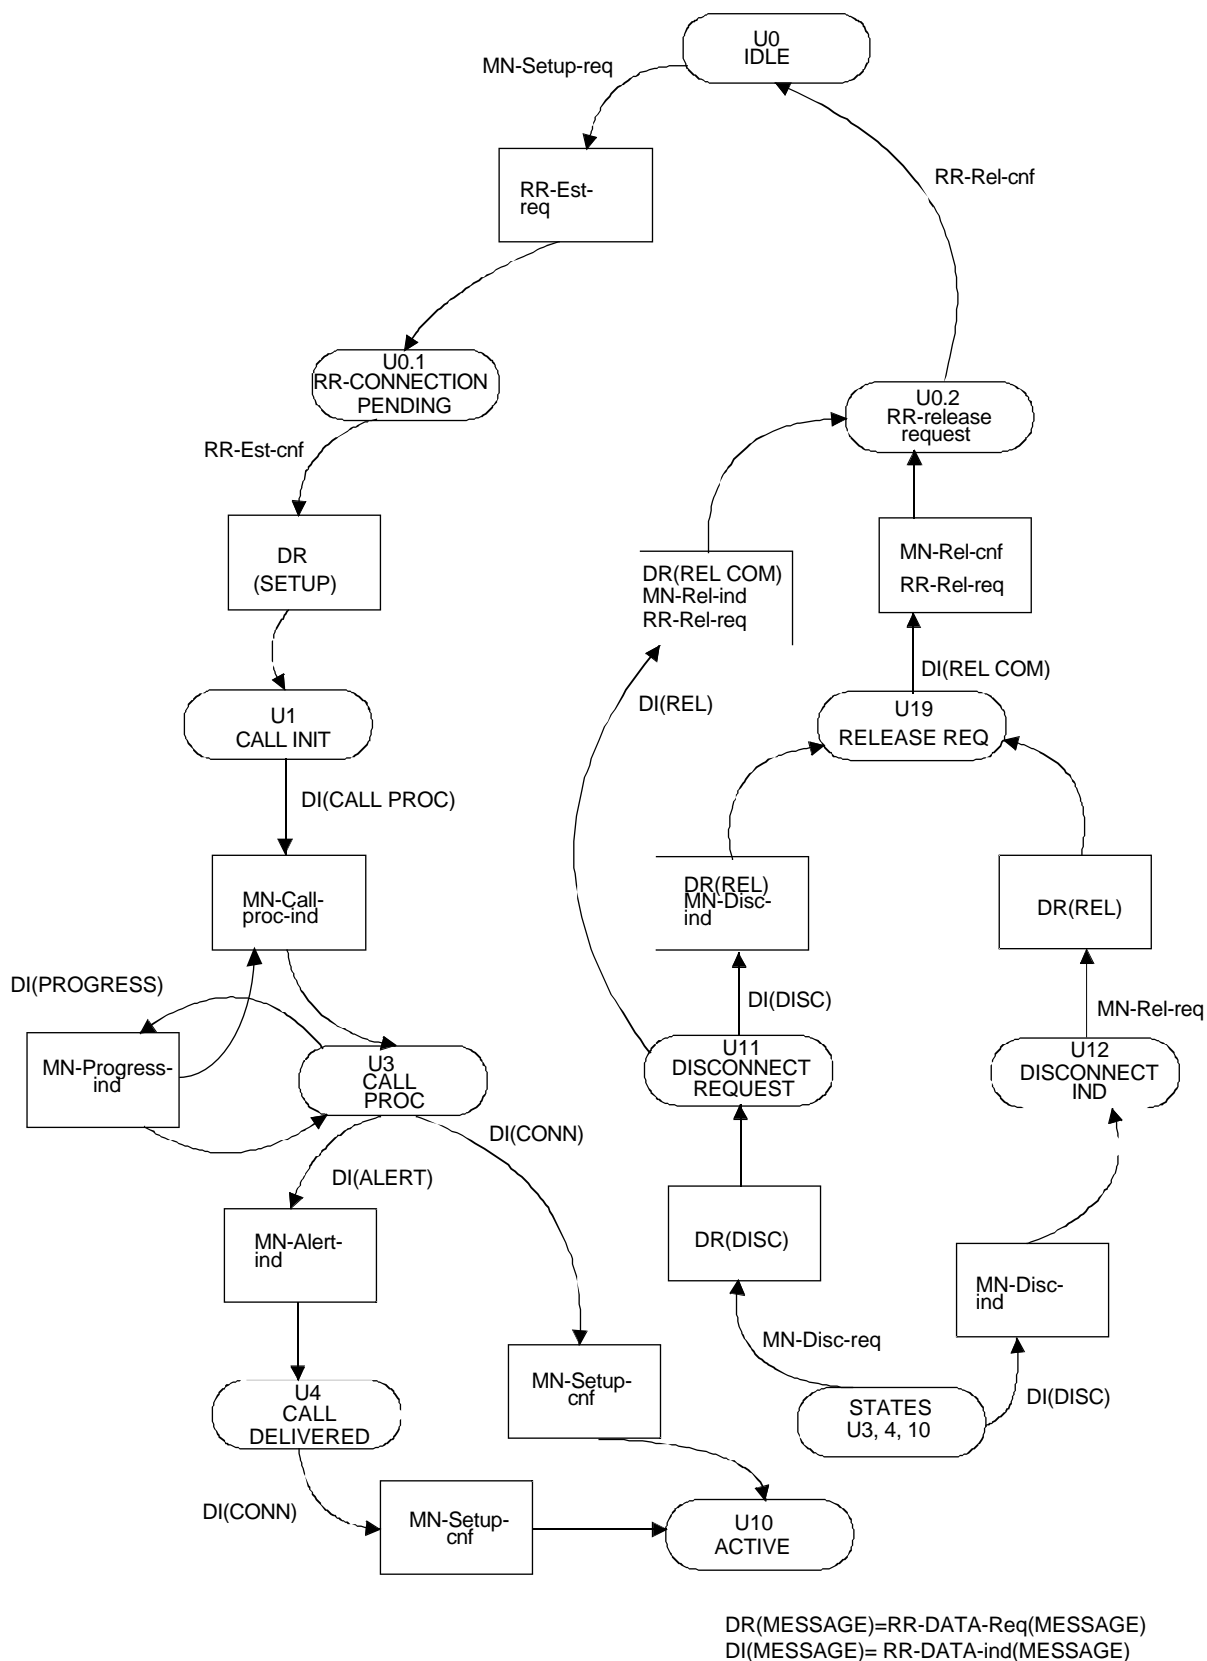 U0
IDLE
MN-Setup-req
RR-Est-
req
RR-Rel-cnf
U0.1
RR-CONNECTION
PENDING
U0.2
RR-release
request
RR-Est-cnf
DR
(SETUP)
MN-Rel-cnf
RR-Rel-req
DR(REL COM)
MN-Rel-ind
RR-Rel-req
DI(REL COM)
DI(REL)
U1
CALL INIT
U19
RELEASE REQ
DI(CALL PROC)
MN-Call-
proc-ind
DR(REL)
MN-Disc-
ind
DR(REL)
DI(PROGRESS)
DI(DISC)
MN-Rel-req
MN-Progress-
ind
U3
CALL
PROC
U11
DISCONNECT
REQUEST
U12
DISCONNECT
IND
DI(CONN)
DI(ALERT)
MN-Alert-
ind
DR(DISC)
MN-Disc-
ind
MN-Disc-req
MN-Setup-
cnf
DI(DISC)
U4
CALL
DELIVERED
STATES
U3, 4, 10
DI(CONN)
MN-Setup-
cnf
U10
ACTIVE
DR(MESSAGE)=RR-DATA-Req(MESSAGE)
DI(MESSAGE)= RR-DATA-ind(MESSAGE)